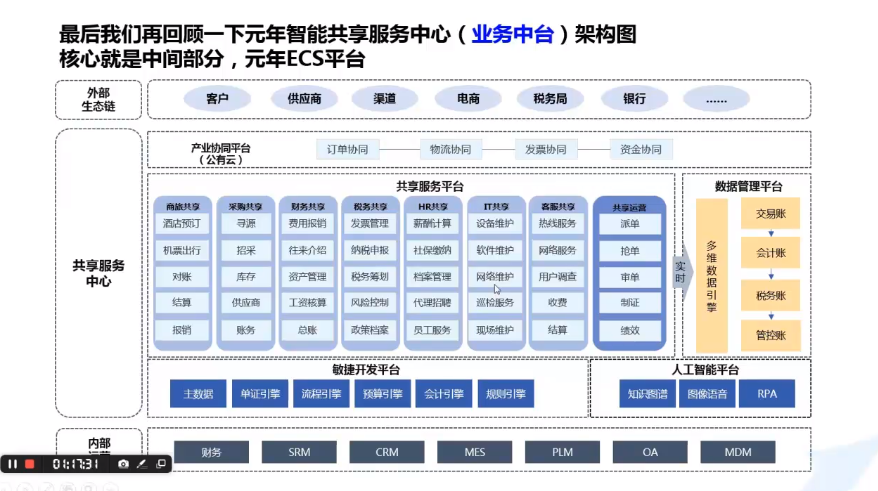 最后我们再回顾一下元年智能共享服务中心（业务中台）架构图
核心就是中间部分，元年ECS平台
外部
生态链
客户
供应商
渠道
电商
税务局
银行
......
共享服务
中心
产业协同平台
（公有云）
订单协同
物流协同
发票协同
资金协同
共享服务平台
商旅共享
酒店预订
机票出行
对账
结算
报销
采购共享
寻源
招采
库存
供应商
账务
财务共享
费用报销
往来介绍
资产管理
工资核算
总账
税务共享
发票管理
纳税申报
税务筹划
风险控制
政策档案
HR共享
薪酬计算
社保缴纳
档案管理
代理招聘
员工服务
IT共享
设备维护
软件维护
网络维护
巡检服务
现场维护
客服共享
热线服务
网络服务
用户调查
收费
结算
共享运营
派单
抢单
审单
制证
绩效
实时
数据管理平台
多维数据引擎
交易账
会计账
税务账
管控账
敏捷开发平台
主数据
单证引擎
流程引擎
预算引擎
会计引擎
规则引擎
人工智能平台
知识图谱
图像语音
RPA
内部
财务
SRM
CRM
MES
PLM
OA
MDM
01:17:31